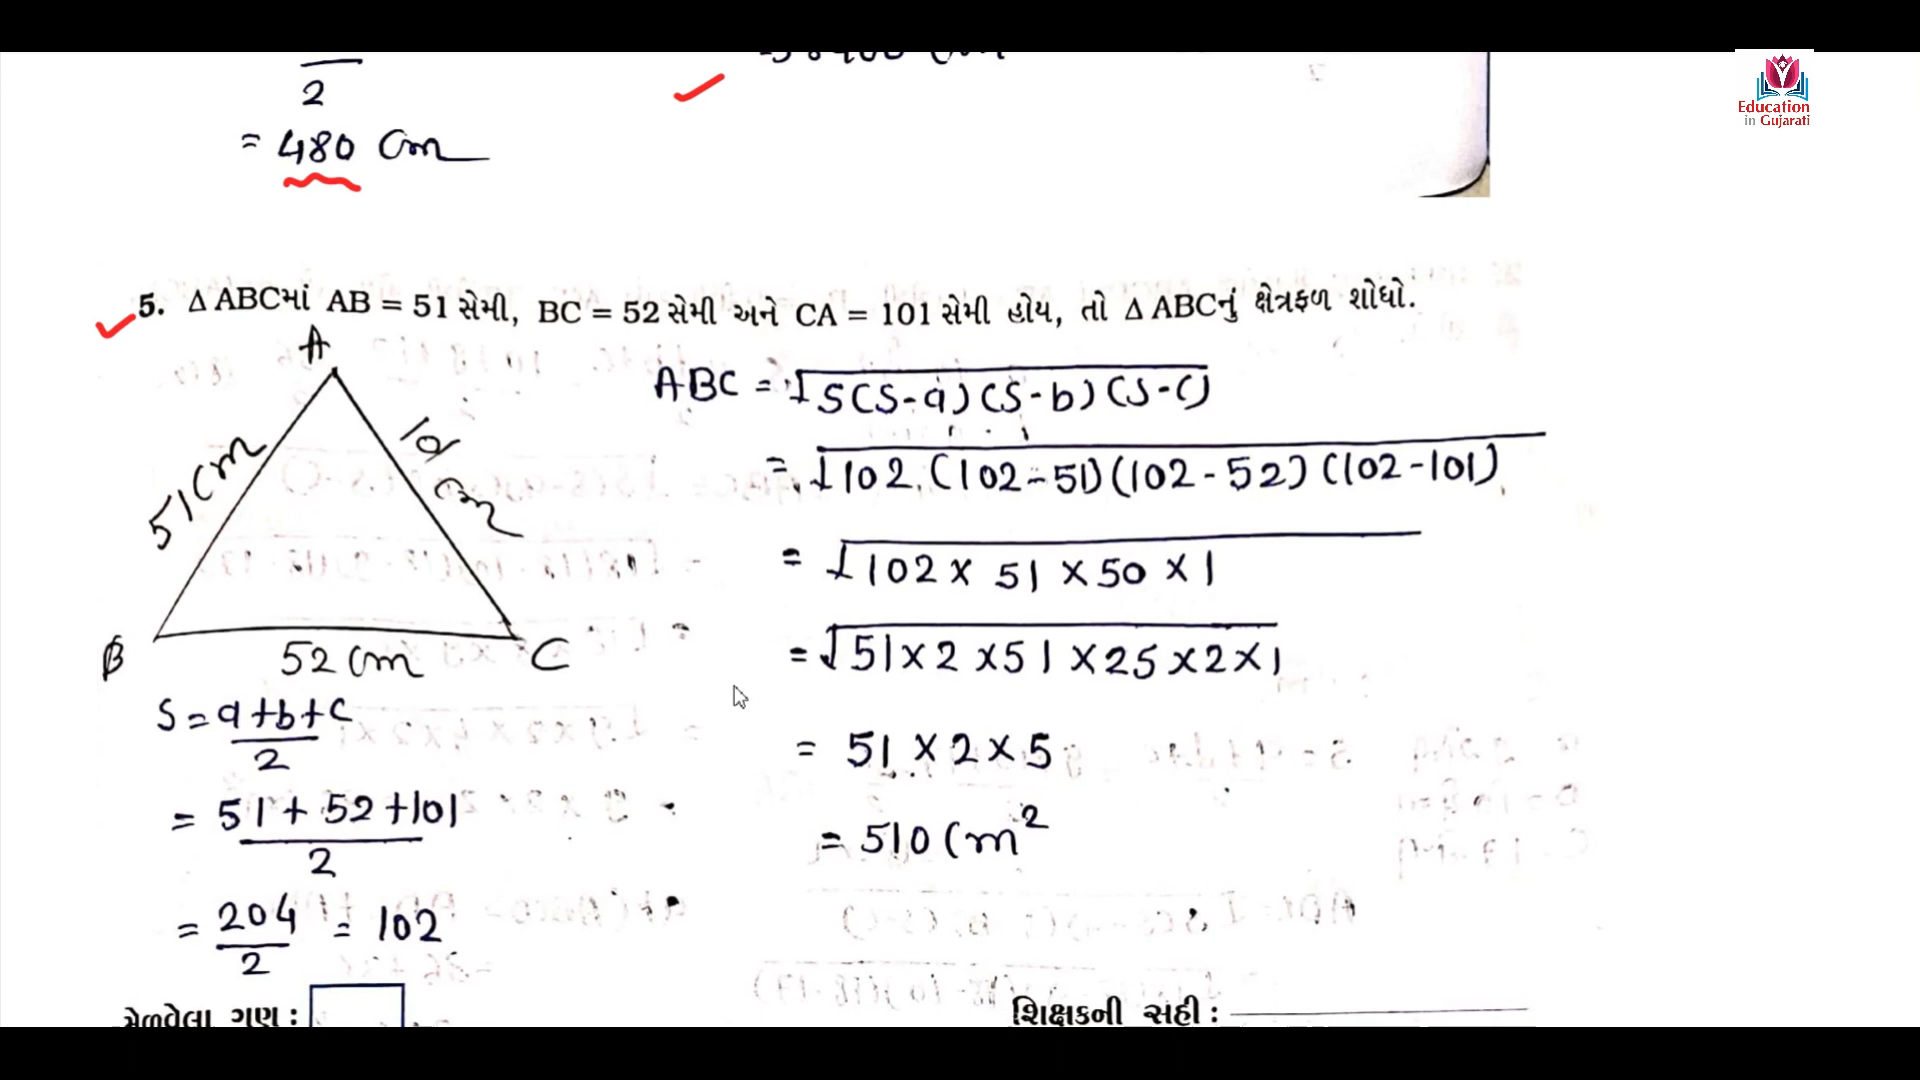 2
= 480 cm
Education
in Gujarati
5. Δ ABCમાં AB = 51 સેમી, BC = 52 સેમી અને CA = 101 સેમી હોય, તો Δ ABCનું ક્ષેત્રફળ શોધો.
A
51 cm
101 cm
B
52 cm
C
S = a+b+c
2
= 51 + 52 + 101
2
= 204 = 102
2
ABC = √S(S-a)(S-b)(S-c)
= √102 (102-51)(102-52)(102-101)
= √102 × 51 × 50 × 1
= √51 × 2 × 51 × 25 × 2 × 1
= 51 × 2 × 5
= 510 cm²
મેળવેલા ગુણ :
શિક્ષકની સહી :